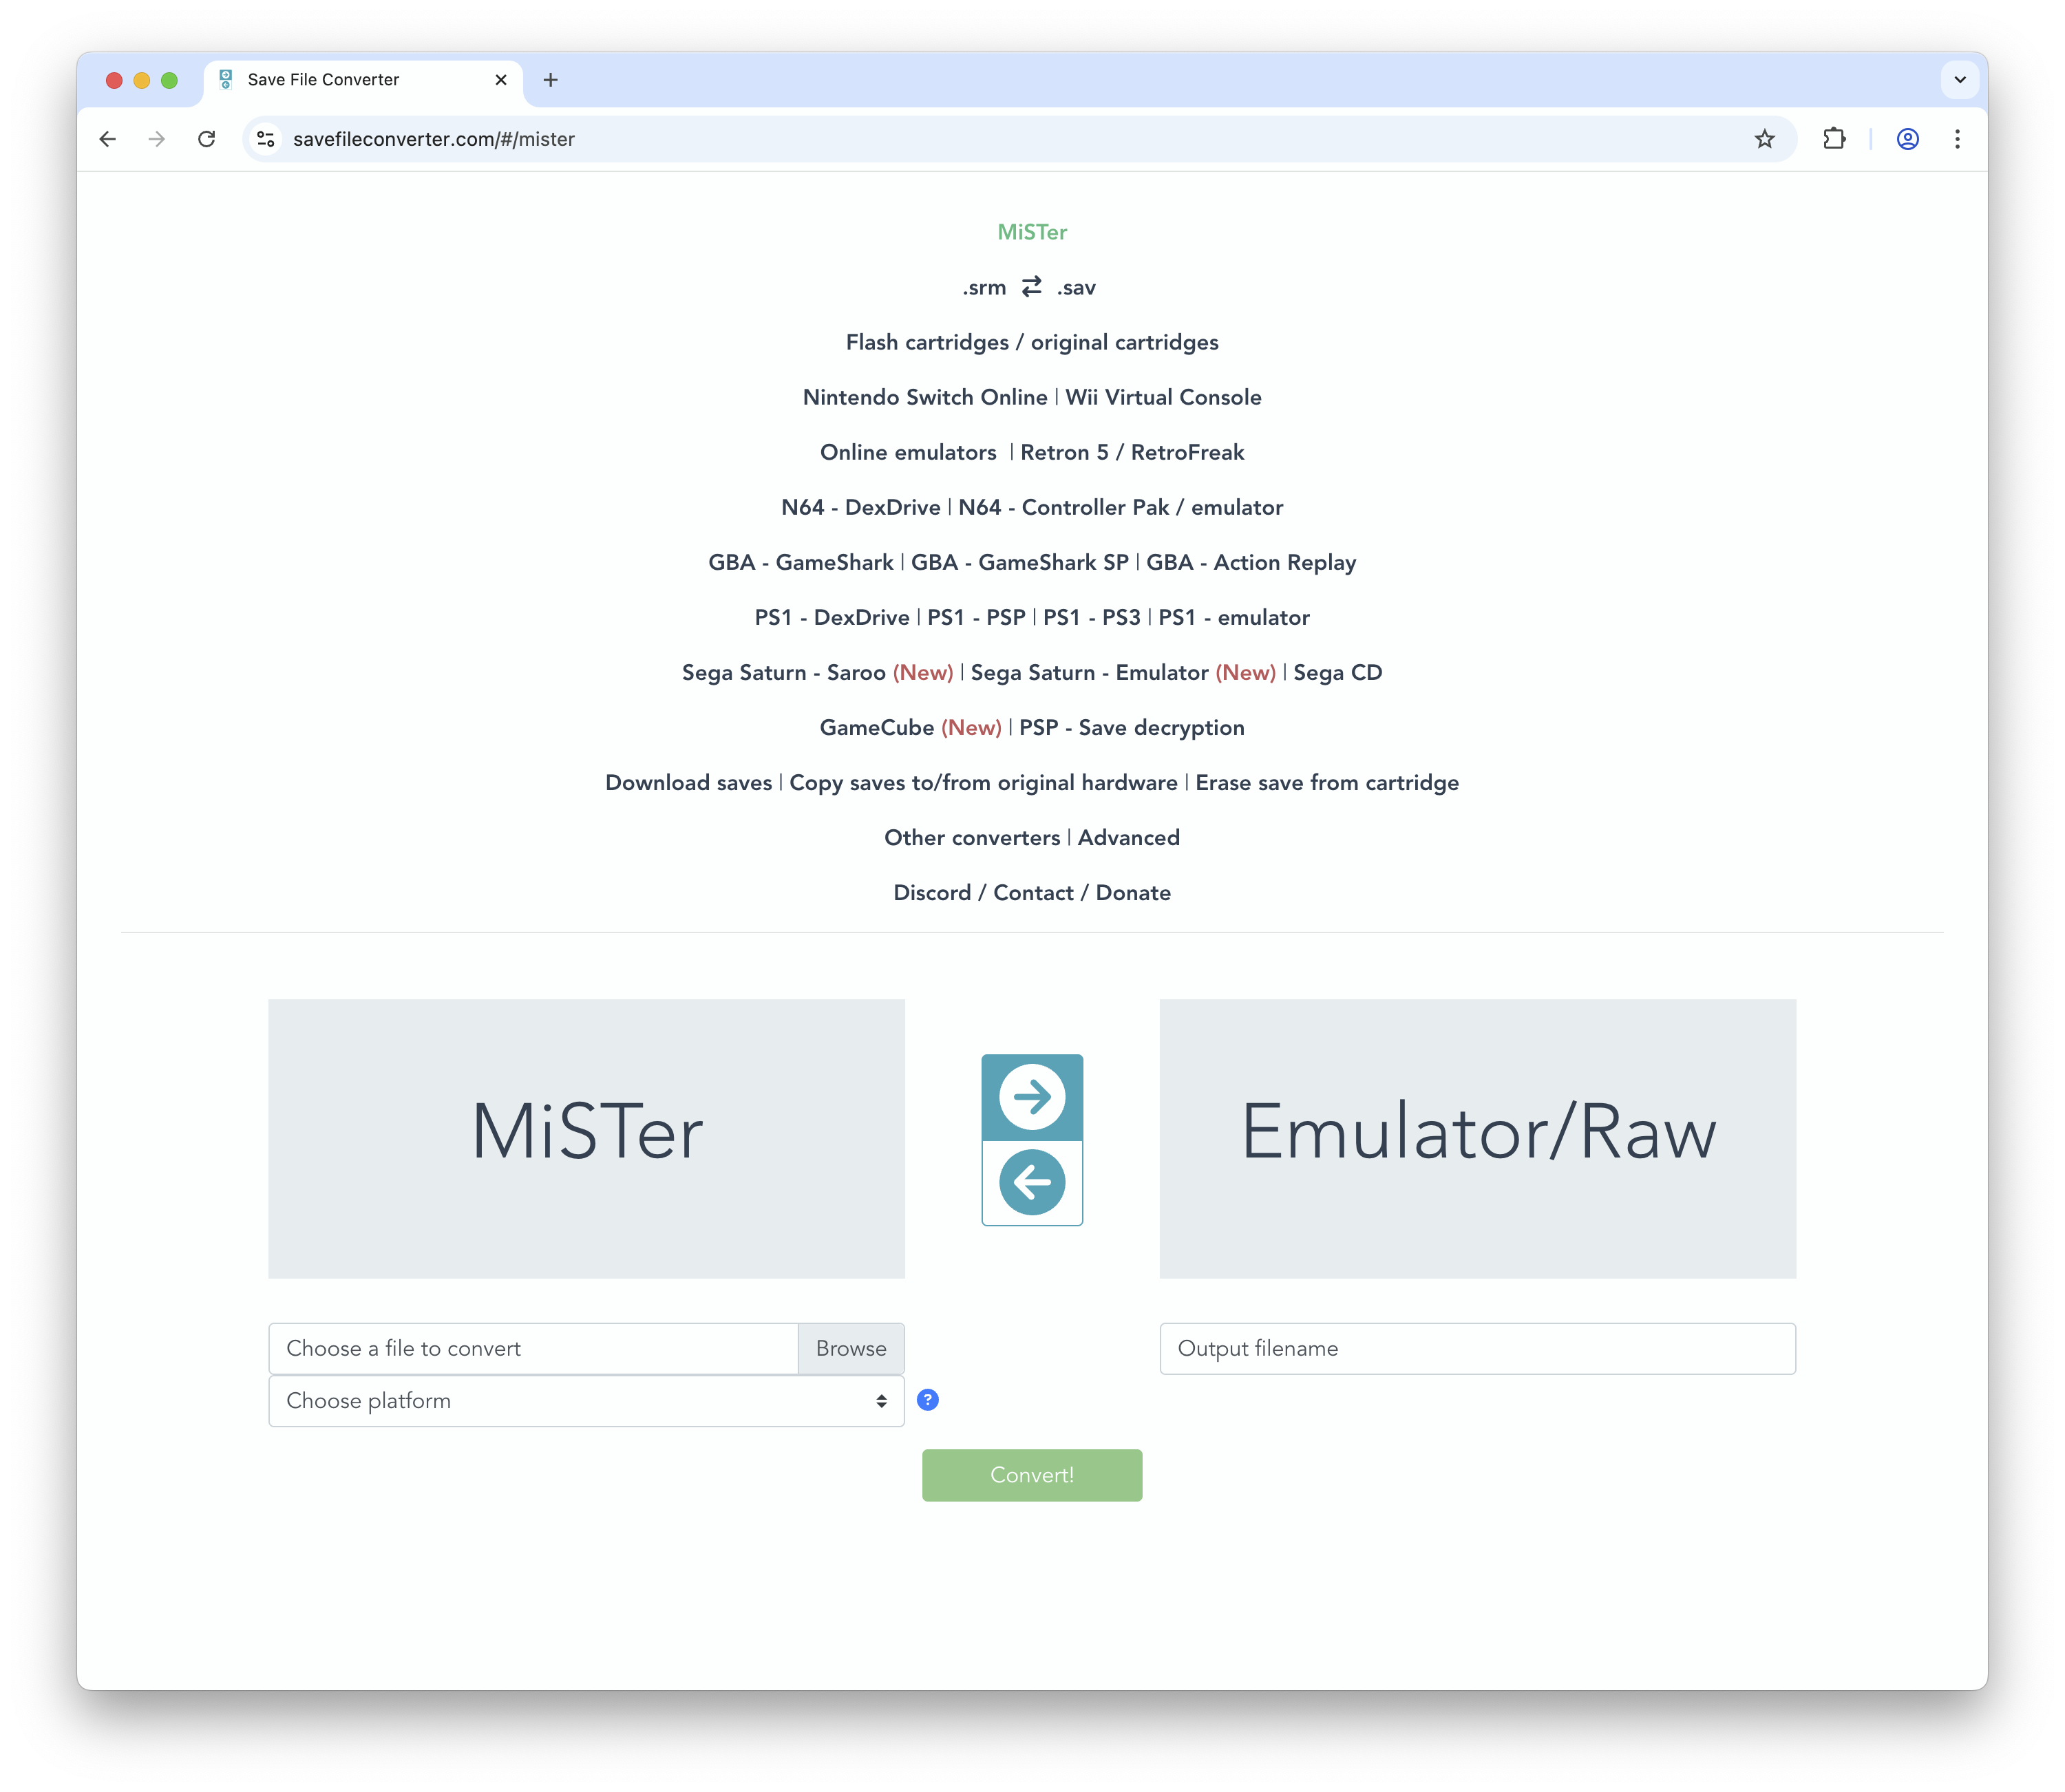 Save File Converter
savefileconverter.com/#/mister
MiSTer
.srm .sav
Flash cartridges / original cartridges
Nintendo Switch Online | Wii Virtual Console
Online emulators | Retron 5 / RetroFreak
N64 - DexDrive | N64 - Controller Pak / emulator
GBA - GameShark | GBA - GameShark SP | GBA - Action Replay
PS1 - DexDrive | PS1 - PSP | PS1 - PS3 | PS1 - emulator
Sega Saturn - Saroo (New) | Sega Saturn - Emulator (New) | Sega CD
GameCube (New) | PSP - Save decryption
Download saves | Copy saves to/from original hardware | Erase save from cartridge
Other converters | Advanced
Discord / Contact / Donate
MiSTer
Emulator/Raw
Choose a file to convert Browse
Output filename
Choose platform ?
Convert!